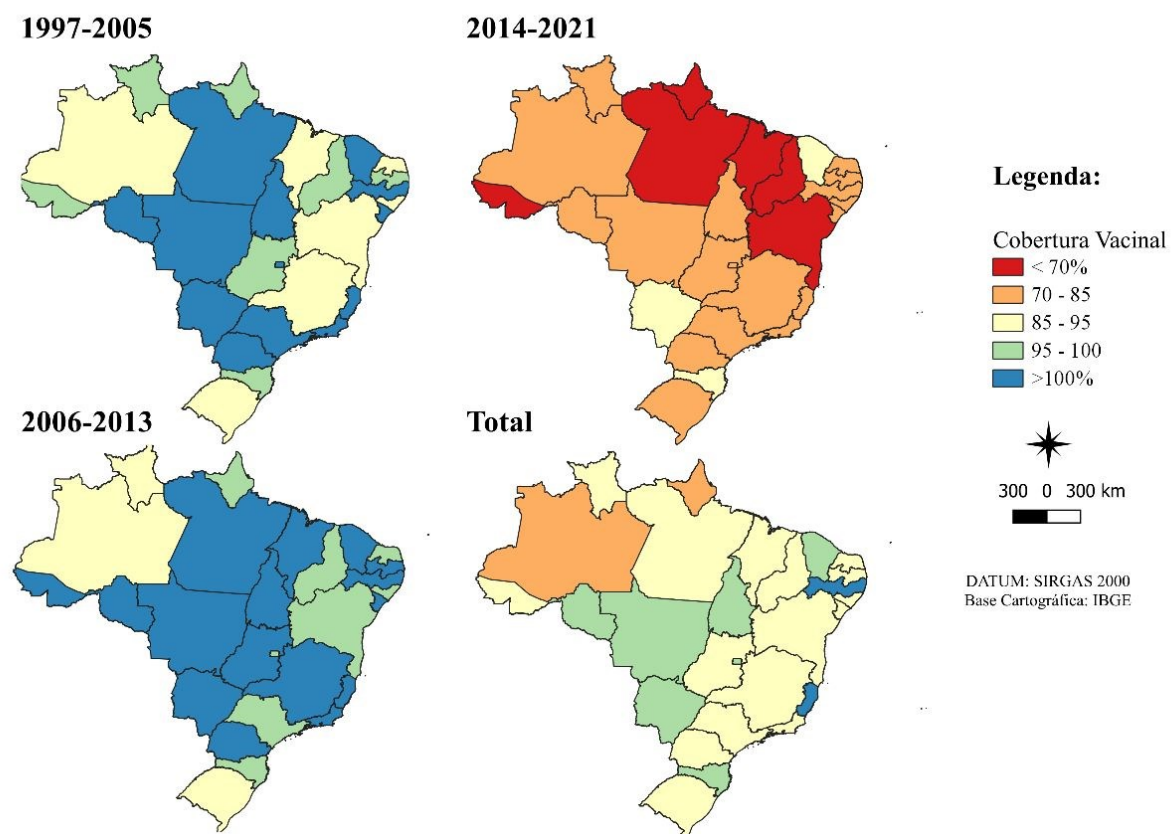 1997-2005
2014-2021
2006-2013
Total
Legenda:
Cobertura Vacinal
< 70%
70 - 85
85 - 95
95 - 100
>100%
300 0 300 km
DATUM: SIRGAS 2000
Base Cartográfica: IBGE